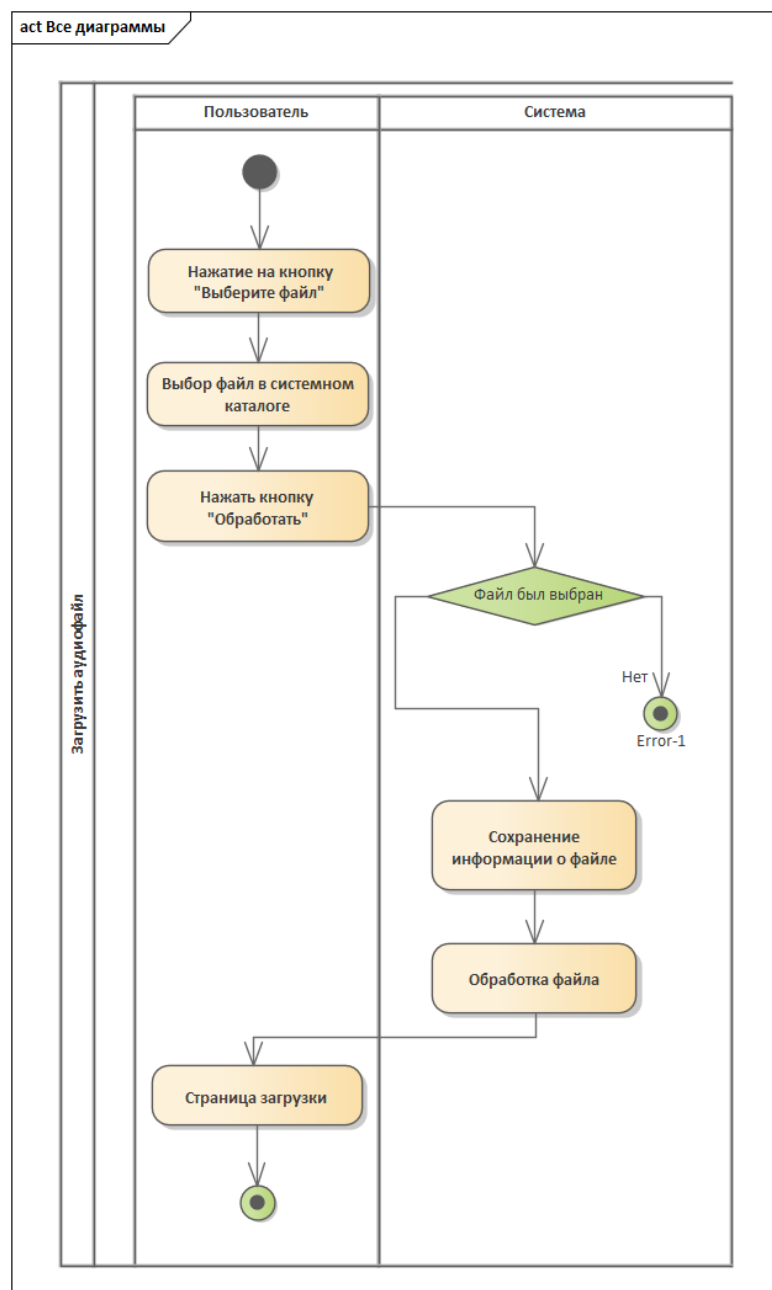 act Все диаграммы
Пользователь
Система
Загрузить аудиофайл
Нажатие на кнопку
"Выберите файл"
Выбор файл в системном
каталоге
Нажать кнопку
"Обработать"
Файл был выбран
Нет
Error-1
Сохранение
информации о файле
Обработка файла
Страница загрузки